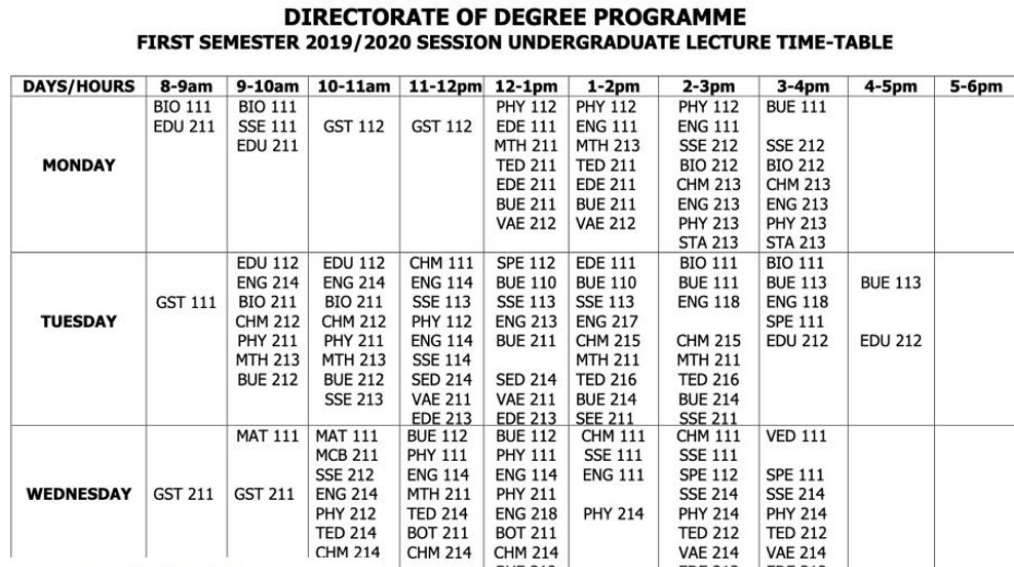 DIRECTORATE OF DEGREE PROGRAMME
FIRST SEMESTER 2019/2020 SESSION UNDERGRADUATE LECTURE TIME-TABLE
DAYS/HOURS 8-9am 9-10am 10-11am 11-12pm 12-1pm 1-2pm 2-3pm 3-4pm 4-5pm 5-6pm
BIO 111 BIO 111 PHY 112 PHY 112 PHY 112 BUE 111
EDU 211 SSE 111 GST 112 GST 112 EDE 111 ENG 111 ENG 111
EDU 211 MTH 211 MTH 213 SSE 212 SSE 212
MONDAY TED 211 TED 211 BIO 212 BIO 212
EDE 211 EDE 211 CHM 213 CHM 213
BUE 211 BUE 211 ENG 213 ENG 213
VAE 212 VAE 212 PHY 213 PHY 213
STA 213 STA 213
EDU 112 EDU 112 CHM 111 SPE 112 EDE 111 BIO 111 BIO 111
ENG 214 ENG 214 ENG 114 BUE 110 BUE 110 BUE 111 BUE 113 BUE 113
GST 111 BIO 211 BIO 211 SSE 113 SSE 113 SSE 113 ENG 118 ENG 118
TUESDAY CHM 212 CHM 212 PHY 112 ENG 213 ENG 217 SPE 111
PHY 211 PHY 211 ENG 114 BUE 211 CHM 215 CHM 215 EDU 212 EDU 212
MTH 213 MTH 213 SSE 114 MTH 211 MTH 211
BUE 212 BUE 212 SED 214 SED 214 TED 216 TED 216
SSE 213 VAE 211 VAE 211 BUE 214 BUE 214
EDE 213 EDE 213 SEE 211 SSE 211
MAT 111 MAT 111 BUE 112 BUE 112 CHM 111 CHM 111 VED 111
MCB 211 PHY 111 PHY 111 SSE 111 SSE 111
SSE 212 ENG 114 ENG 114 ENG 111 SPE 112 SPE 111
WEDNESDAY GST 211 GST 211 ENG 214 MTH 211 PHY 211 SSE 214 SSE 214
PHY 212 TED 214 ENG 218 PHY 214 PHY 214 PHY 214
TED 214 BOT 211 BOT 211 TED 212 TED 212
CHM 214 CHM 214 CHM 214 VAE 214 VAE 214